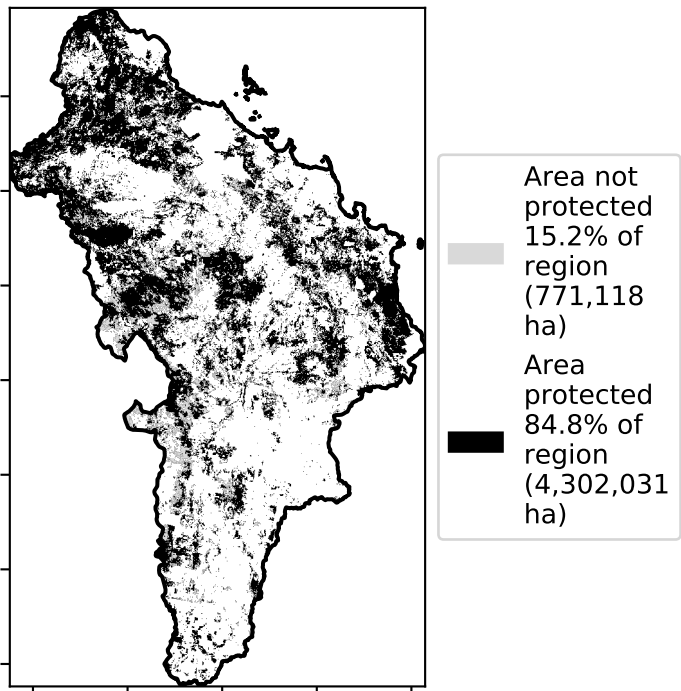 Area not
protected
15.2% of
region
(771,118
ha)
Area
protected
84.8% of
region
(4,302,031
ha)